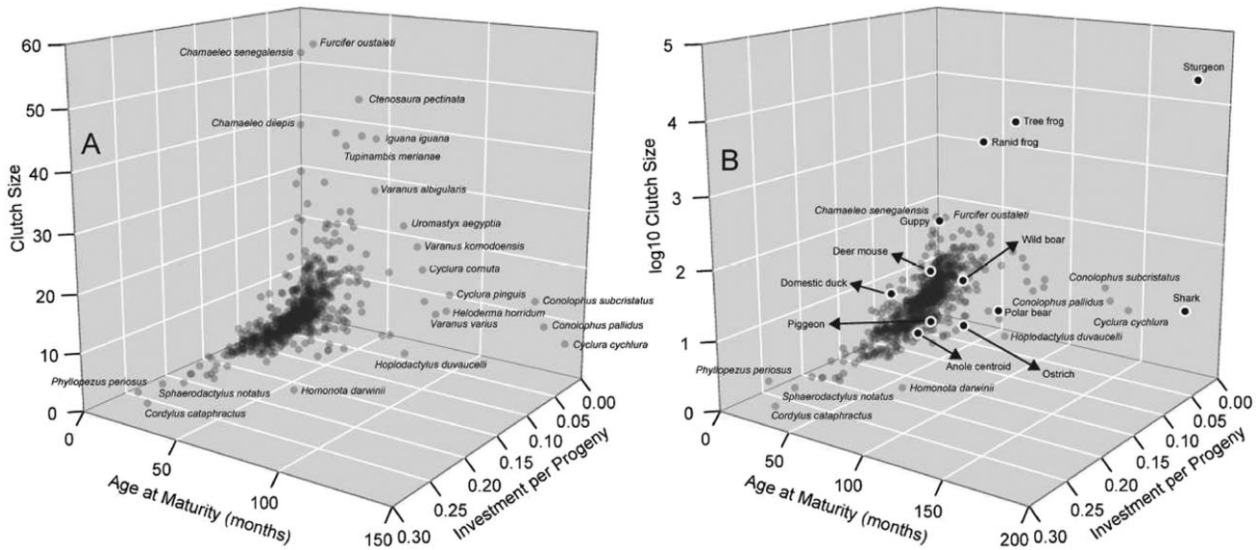 60
50
40
30
20
10
0
Clutch Size
A
Chamaeleo senegalensis
Furcifer oustaleti
Ctenosaura pectinata
Chamaeleo dilepis
Iguana iguana
Tupinambis merianae
Varanus albigularis
Uromastyx aegyptia
Varanus komodoensis
Cyclura cornuta
Cyclura pinguis
Conolophus subcristatus
Heloderma horridum
Varanus varius
Conolophus pallidus
Cyclura cychlura
Hoplodactylus duvaucelli
Phyllopezus periosus
Sphaerodactylus notatus
Homonota darwinii
Cordylus cataphractus
0
50
100
150
Age at Maturity (months)
0.00
0.05
0.10
0.15
0.20
0.25
0.30
Investment per Progeny
5
4
3
2
1
0
log10 Clutch Size
B
Sturgeon
Tree frog
Ranid frog
Chamaeleo senegalensis
Furcifer oustaleti
Guppy
Wild boar
Deer mouse
Domestic duck
Conolophus subcristatus
Conolophus pallidus
Polar bear
Shark
Cyclura cychlura
Piggeon
Hoplodactylus duvaucelli
Anole centroid
Ostrich
Phyllopezus periosus
Sphaerodactylus notatus
Homonota darwinii
Cordylus cataphractus
0
50
100
150
200
Age at Maturity (months)
0.00
0.05
0.10
0.15
0.20
0.25
0.30
Investment per Progeny